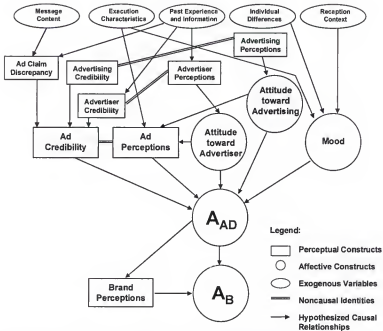 Message
Content
Execution
Characteristics
Past Experience
and Information
Individual
Differences
Reception
Context
Ad Claim
Discrepancy
Advertising
Credibility
Advertiser
Credibility
Advertiser
Perceptions
Advertising
Perceptions
Attitude
toward
Advertising
Ad
Credibility
Ad
Perceptions
Attitude
toward
Advertiser
Mood
AAD
Brand
Perceptions
AB
Legend:
Perceptual Constructs
Affective Constructs
Exogenous Variables
Noncausal Identities
Hypothesized Causal
Relationships